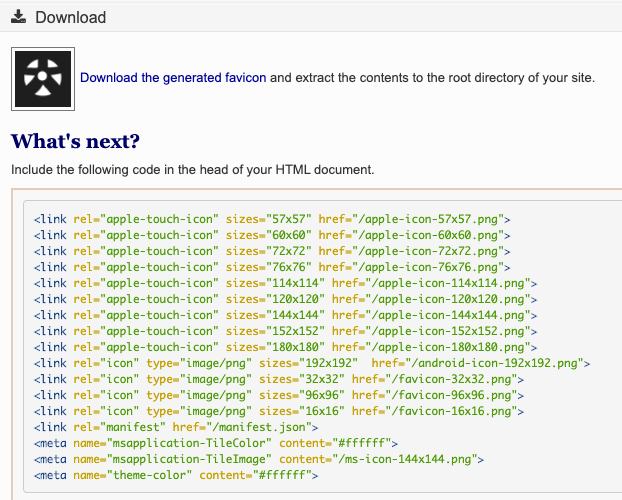 Download
Download the generated favicon and extract the contents to the root directory of your site.
What's next?
Include the following code in the head of your HTML document.
<link rel="apple-touch-icon" sizes="57x57" href="/apple-icon-57x57.png">
<link rel="apple-touch-icon" sizes="60x60" href="/apple-icon-60x60.png">
<link rel="apple-touch-icon" sizes="72x72" href="/apple-icon-72x72.png">
<link rel="apple-touch-icon" sizes="76x76" href="/apple-icon-76x76.png">
<link rel="apple-touch-icon" sizes="114x114" href="/apple-icon-114x114.png">
<link rel="apple-touch-icon" sizes="120x120" href="/apple-icon-120x120.png">
<link rel="apple-touch-icon" sizes="144x144" href="/apple-icon-144x144.png">
<link rel="apple-touch-icon" sizes="152x152" href="/apple-icon-152x152.png">
<link rel="apple-touch-icon" sizes="180x180" href="/apple-icon-180x180.png">
<link rel="icon" type="image/png" sizes="192x192"  href="/android-icon-192x192.png">
<link rel="icon" type="image/png" sizes="32x32" href="/favicon-32x32.png">
<link rel="icon" type="image/png" sizes="96x96" href="/favicon-96x96.png">
<link rel="icon" type="image/png" sizes="16x16" href="/favicon-16x16.png">
<link rel="manifest" href="/manifest.json">
<meta name="msapplication-TileColor" content="#ffffff">
<meta name="msapplication-TileImage" content="/ms-icon-144x144.png">
<meta name="theme-color" content="#ffffff">